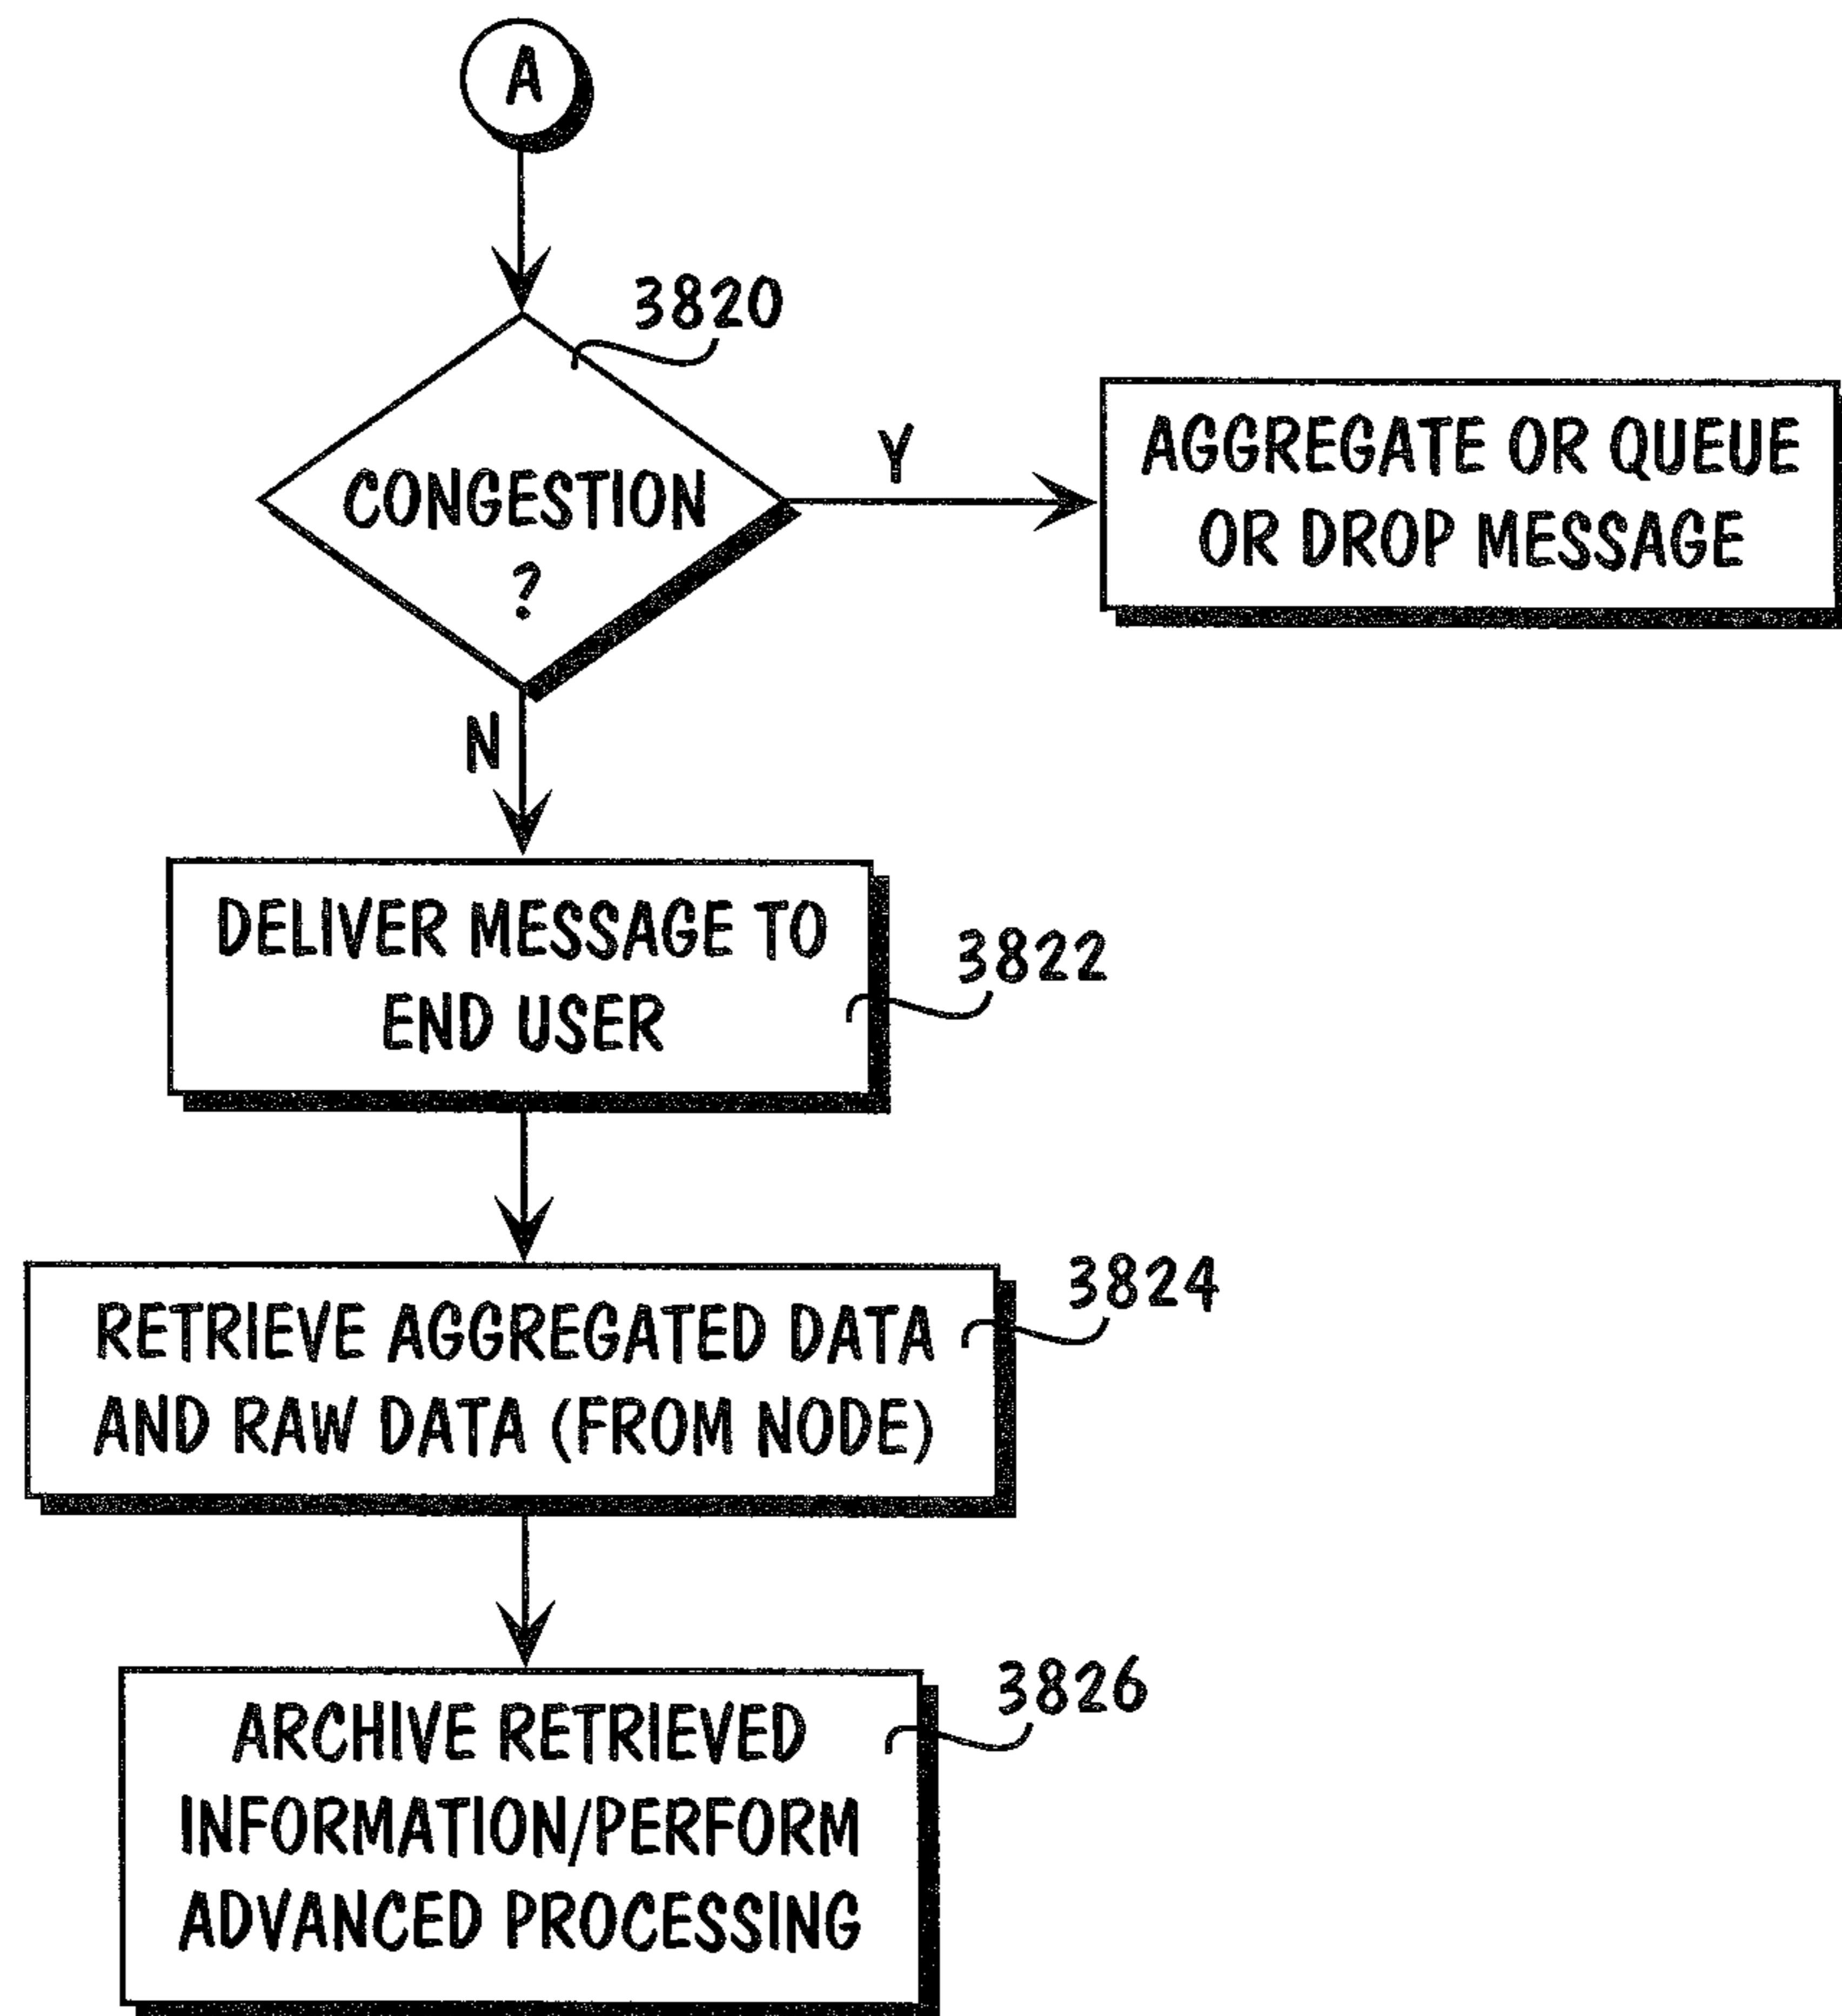 A
3820
CONGESTION
?
Y
AGGREGATE OR QUEUE
OR DROP MESSAGE
N
DELIVER MESSAGE TO
END USER
3822
RETRIEVE AGGREGATED DATA
AND RAW DATA (FROM NODE)
3824
ARCHIVE RETRIEVED
INFORMATION/PERFORM
ADVANCED PROCESSING
3826